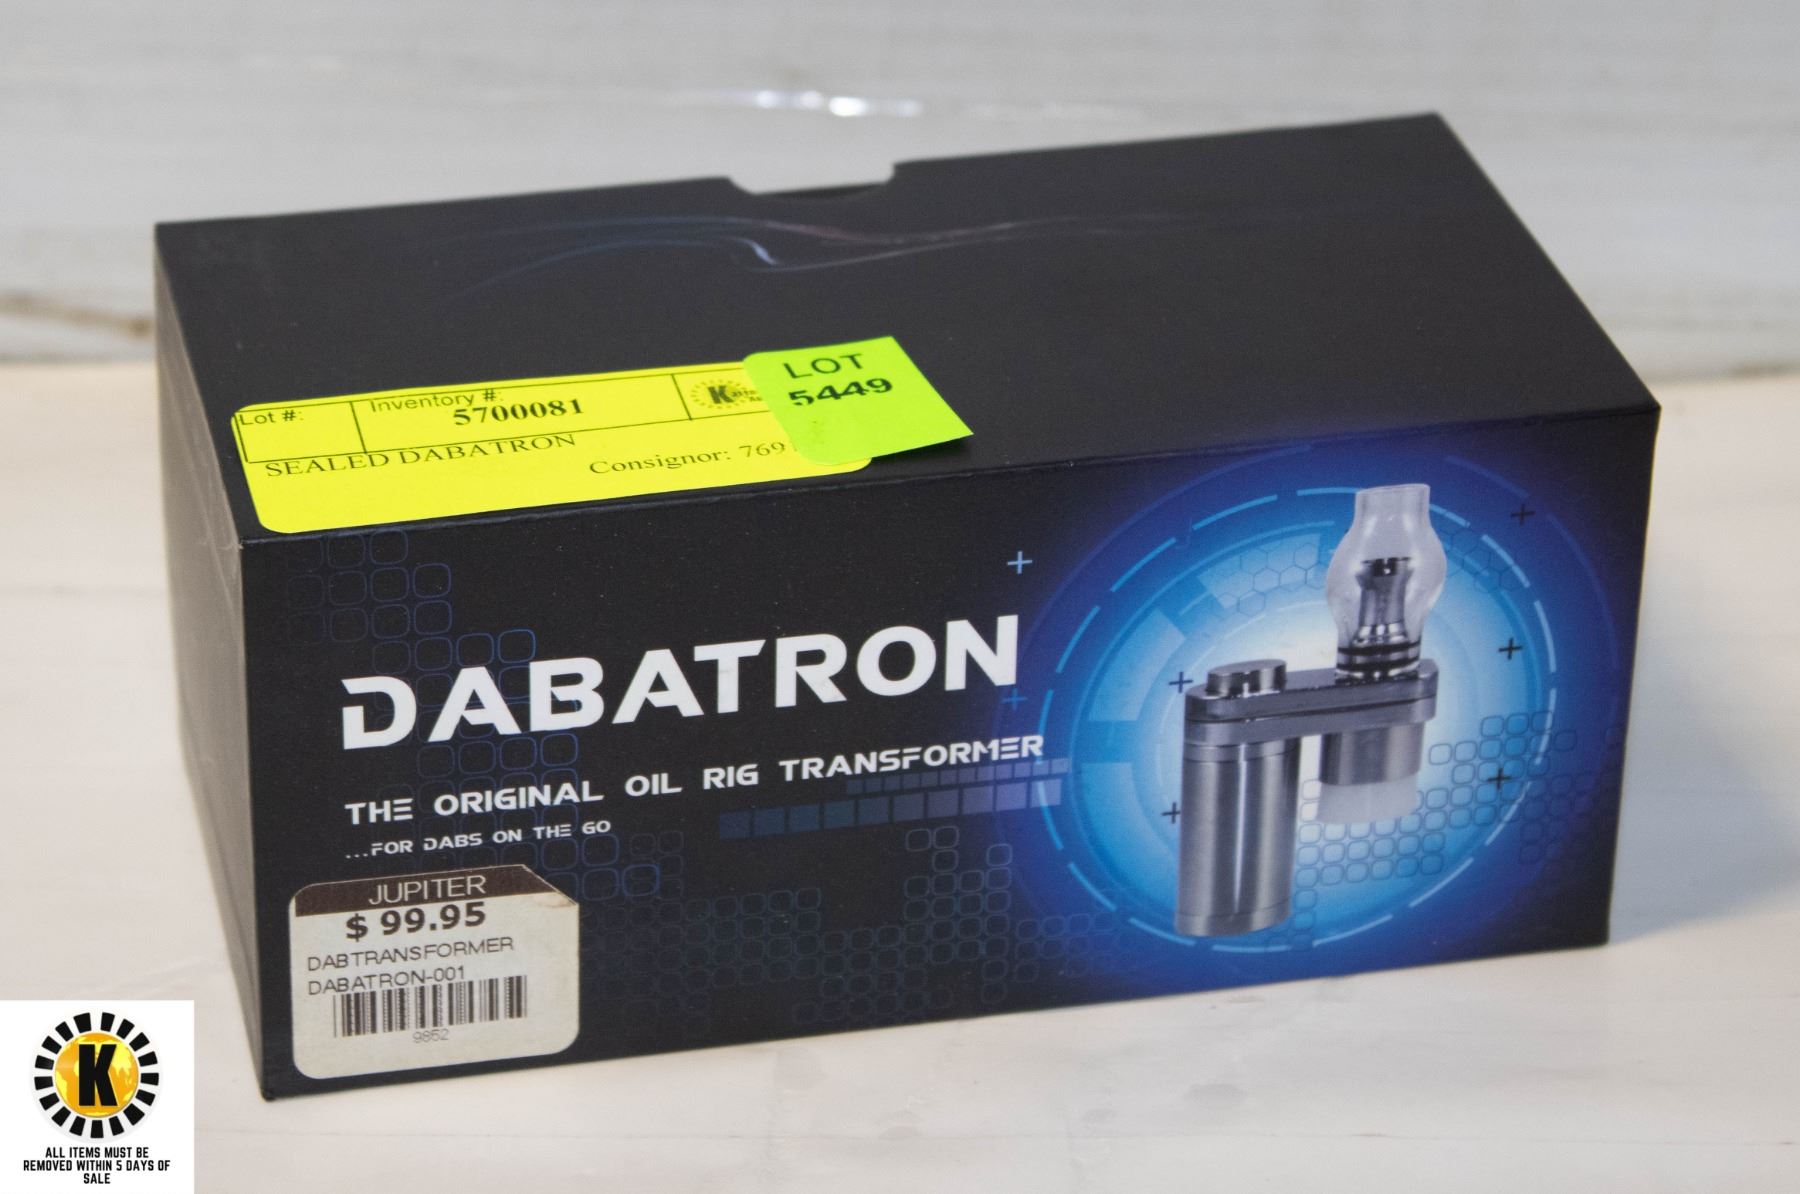 LOT
5449
Lot #:
Inventory #:
5700081
K
SEALED DABATRON
Consignor: 769
DABATRON
THE ORIGINAL OIL RIG TRANSFORMER
...FOR DABS ON THE GO
JUPITER
$ 99.95
DABTRANSFORMER
DABATRON-001
9852
K
ALL ITEMS MUST BE
REMOVED WITHIN 5 DAYS OF
SALE